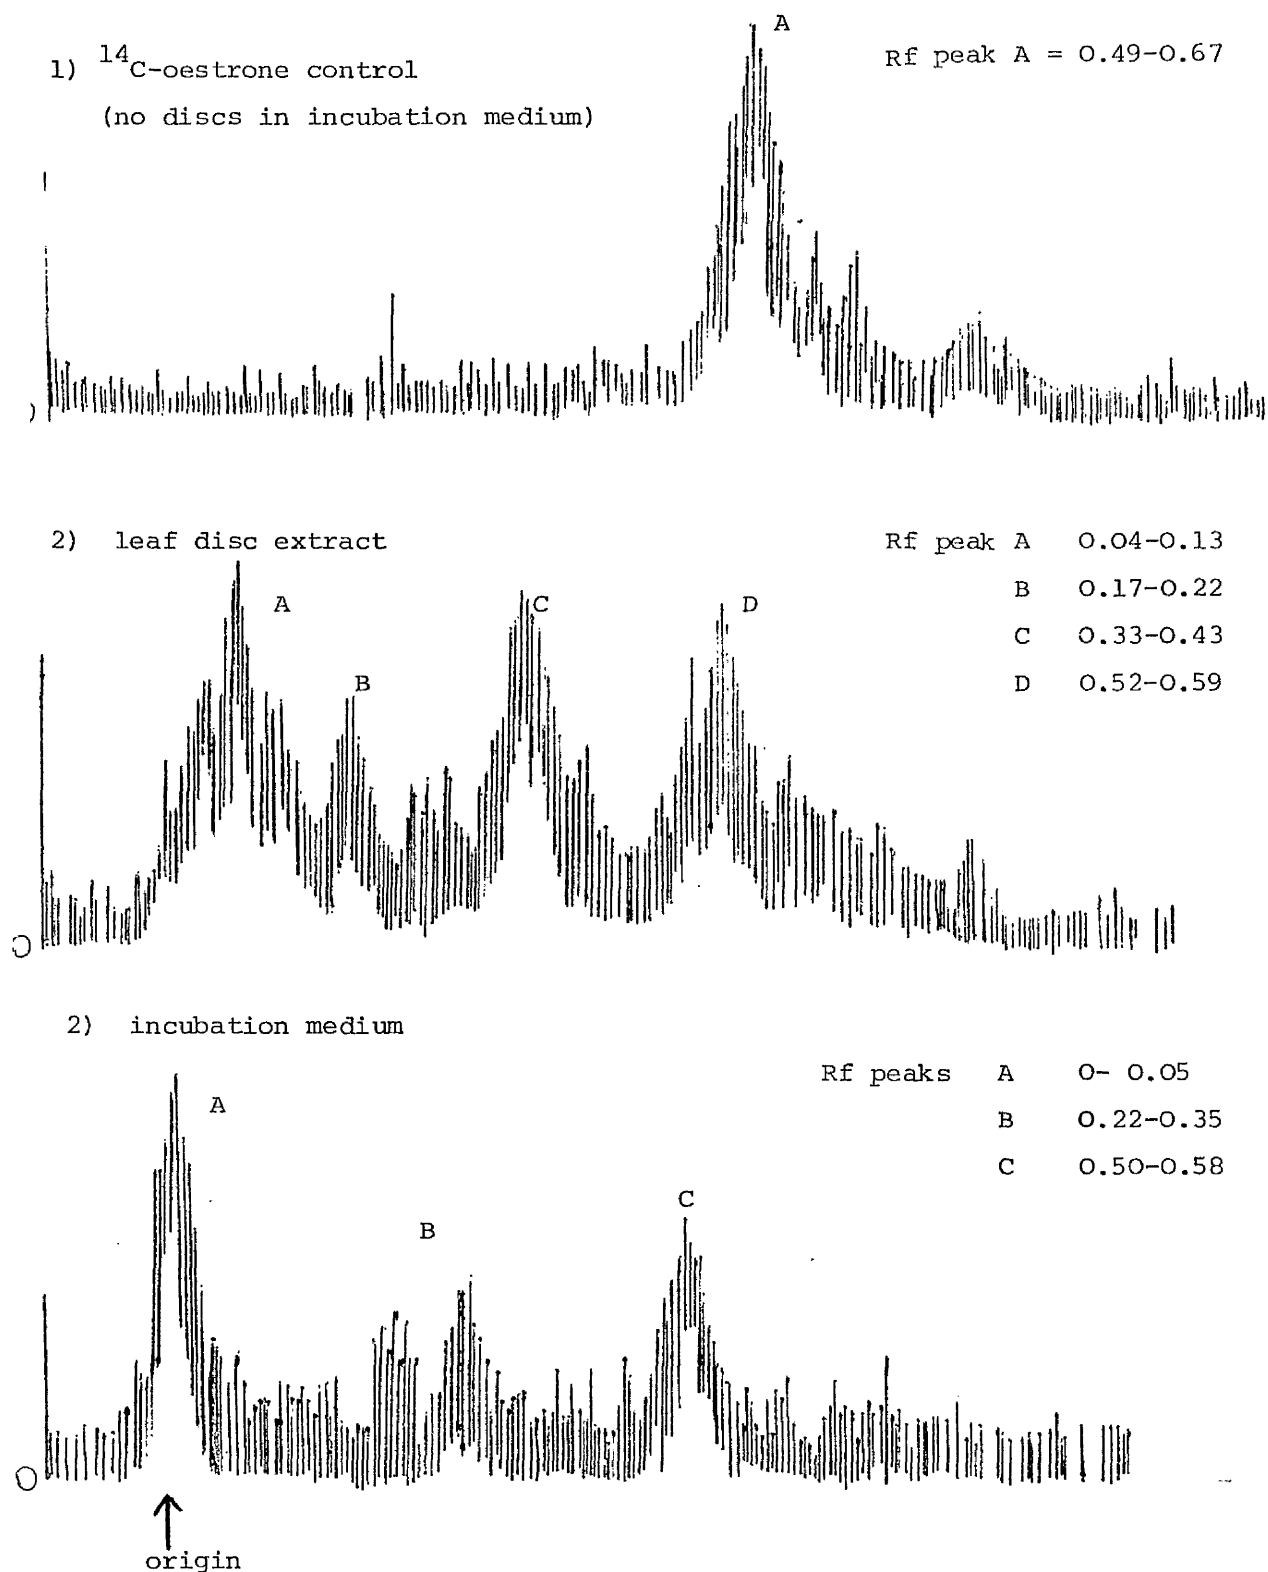 1) 14C-oestrone control
(no discs in incubation medium)
A
Rf peak A = 0.49-0.67
)
2) leaf disc extract
Rf peak A 0.04-0.13
B 0.17-0.22
C 0.33-0.43
D 0.52-0.59
A
B
C
D
O
2) incubation medium
Rf peaks A 0- 0.05
B 0.22-0.35
C 0.50-0.58
A
B
C
O
origin